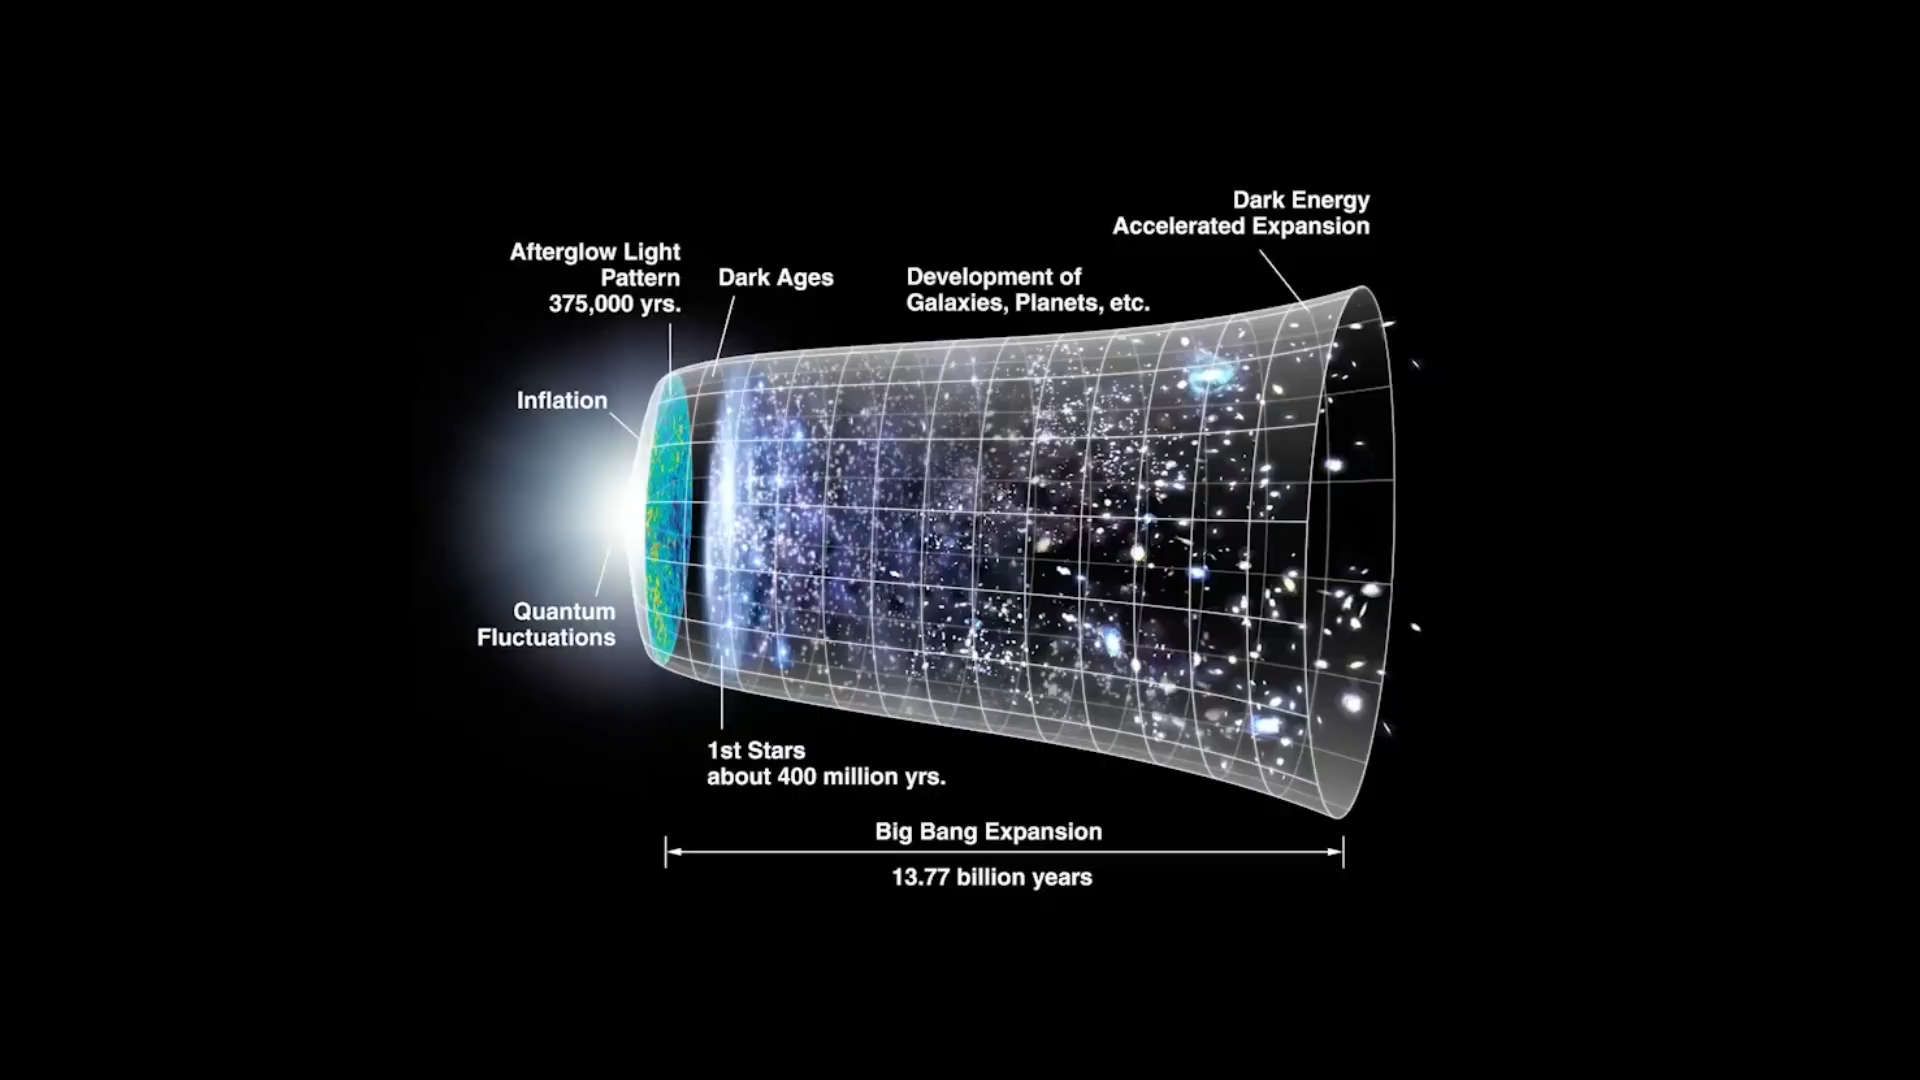 Dark Energy
Accelerated Expansion
Afterglow Light
Pattern
375,000 yrs.
Dark Ages
Development of
Galaxies, Planets, etc.
Inflation
Quantum
Fluctuations
1st Stars
about 400 million yrs.
Big Bang Expansion
13.77 billion years